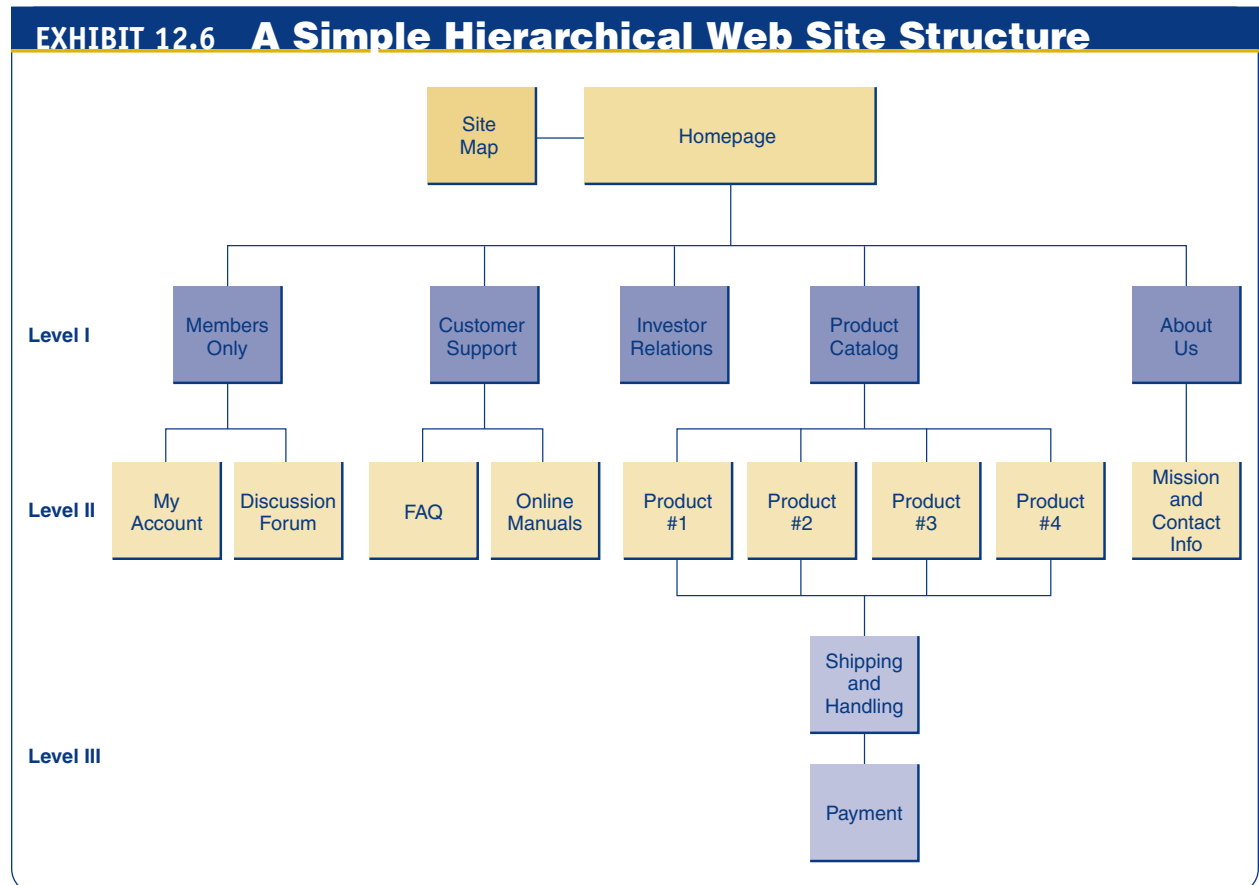 EXHIBIT 12.6 A Simple Hierarchical Web Site Structure
Site
Map
Homepage
Level I
Members
Only
Customer
Support
Investor
Relations
Product
Catalog
About
Us
Level II
My
Account
Discussion
Forum
FAQ
Online
Manuals
Product
#1
Product
#2
Product
#3
Product
#4
Mission
and
Contact
Info
Level III
Shipping
and
Handling
Payment